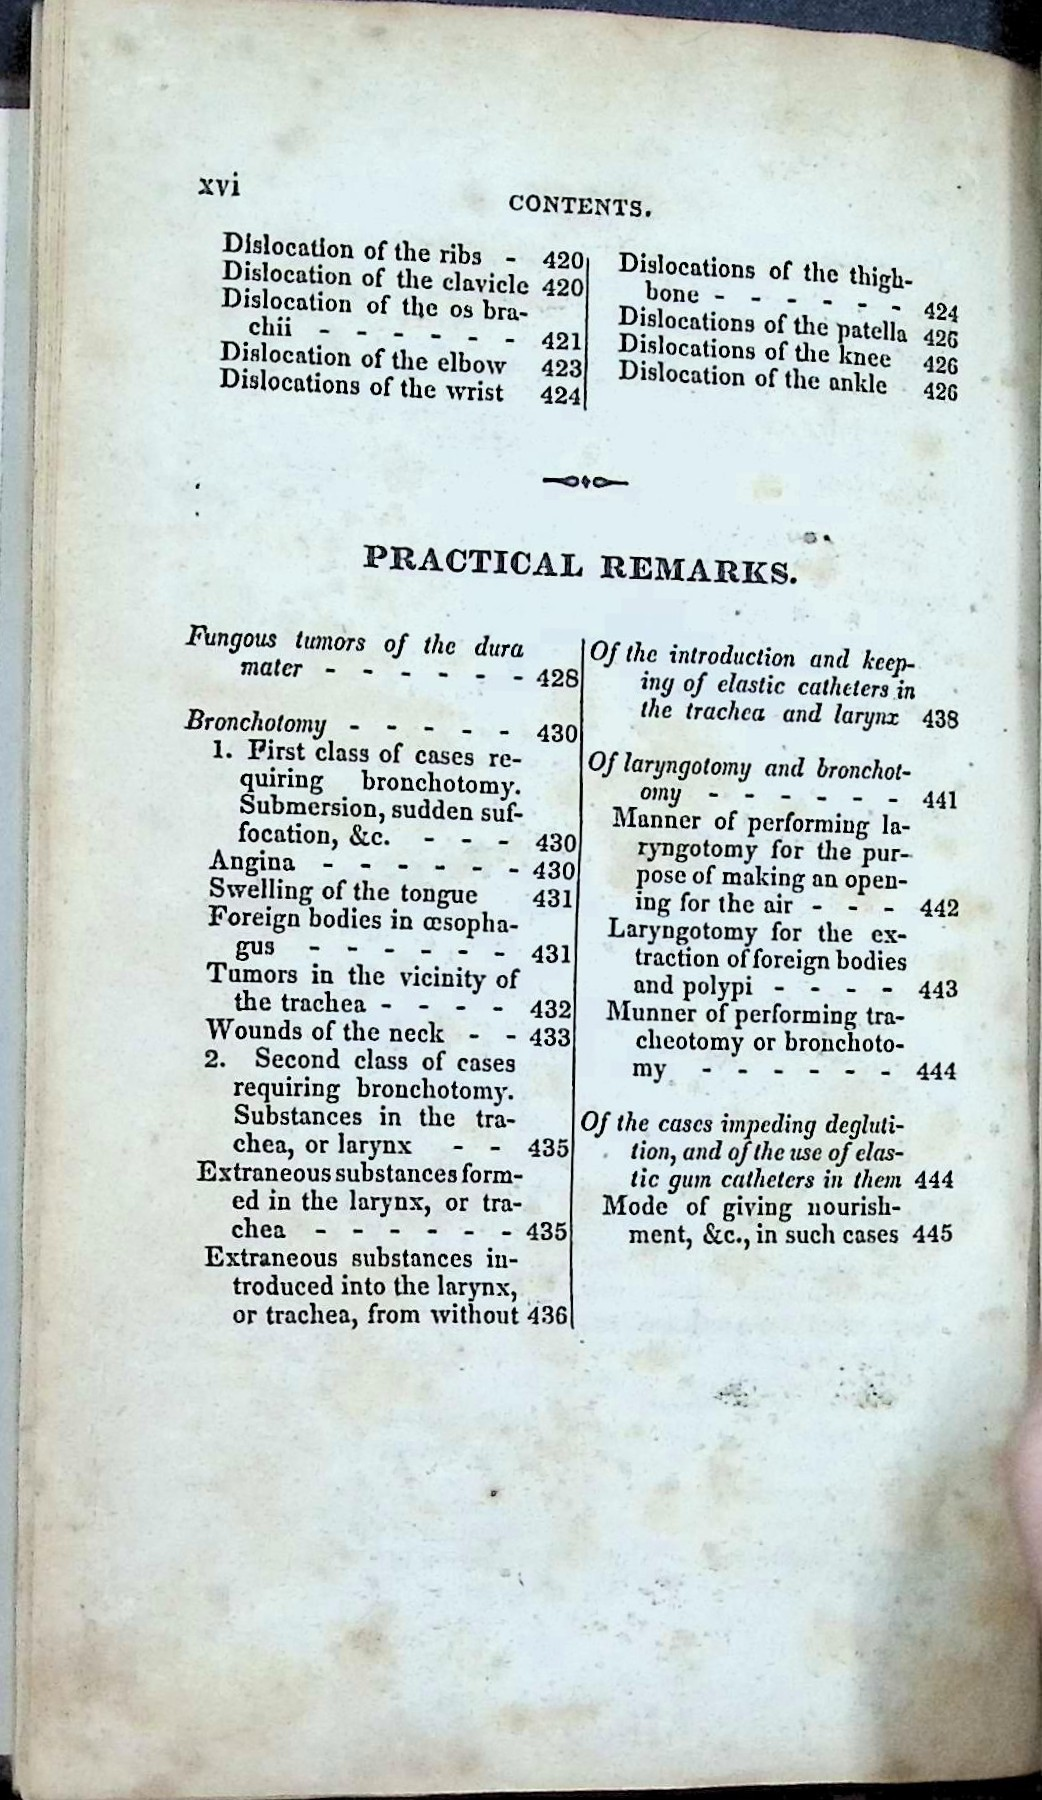 xvi
CONTENTS.
Dislocation of the ribs - 420
Dislocation of the clavicle 420
Dislocation of the os bra-
chii - - - - - - 421
Dislocation of the elbow 423
Dislocations of the wrist 424
Dislocations of the thigh-
bone - - - - - - 424
Dislocations of the patella 426
Dislocations of the knee 426
Dislocation of the ankle 426
PRACTICAL REMARKS.
Fungous tumors of the dura
mater - - - - - - 428
Bronchotomy - - - - - 430
1. First class of cases re-
quiring bronchotomy.
Submersion, sudden suf-
focation, &c. - - - 430
Angina - - - - - - 430
Swelling of the tongue 431
Foreign bodies in œsopha-
gus - - - - - - 431
Tumors in the vicinity of
the trachea - - - - 432
Wounds of the neck - - 433
2. Second class of cases
requiring bronchotomy.
Substances in the tra-
chea, or larynx - - 435
Extraneous substances form-
ed in the larynx, or tra-
chea - - - - - - 435
Extraneous substances in-
troduced into the larynx,
or trachea, from without 436
Of the introduction and keep-
ing of elastic catheters in
the trachea and larynx 438
Of laryngotomy and bronchot-
omy - - - - - - 441
Manner of performing la-
ryngotomy for the pur-
pose of making an open-
ing for the air - - - 442
Laryngotomy for the ex-
traction of foreign bodies
and polypi - - - - 443
Munner of performing tra-
cheotomy or bronchoto-
my - - - - - - 444
Of the cases impeding degluti-
tion, and of the use of elas-
tic gum catheters in them 444
Mode of giving nourish-
ment, &c., in such cases 445